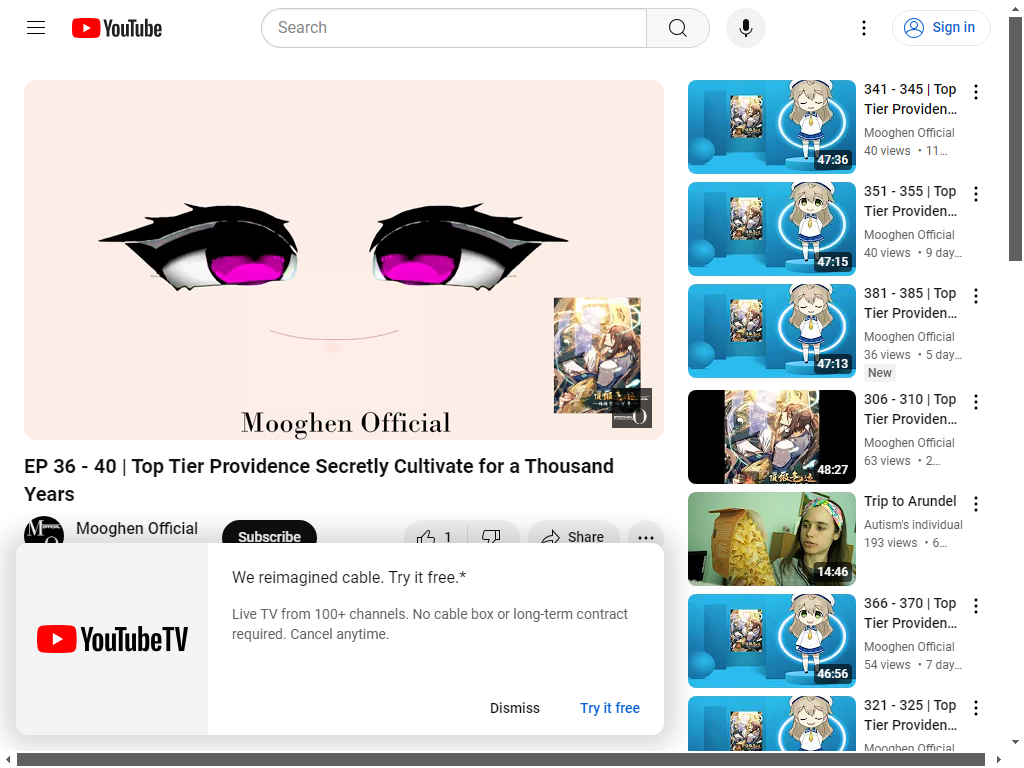 YouTube
Search
Sign in
Mooghen Official
EP 36 - 40 | Top Tier Providence Secretly Cultivate for a Thousand
Years
Mooghen Official
Subscribe
1
Share
YouTubeTV
We reimagined cable. Try it free.*
Live TV from 100+ channels. No cable box or long-term contract
required. Cancel anytime.
Dismiss
Try it free
47:36
341 - 345 | Top
Tier Providen...
Mooghen Official
40 views • 11...
47:15
351 - 355 | Top
Tier Providen...
Mooghen Official
40 views • 9 day...
47:13
381 - 385 | Top
Tier Providen...
Mooghen Official
36 views • 5 day...
New
48:27
306 - 310 | Top
Tier Providen...
Mooghen Official
63 views • 2...
14:46
Trip to Arundel
Autism's individual
193 views • 6...
46:56
366 - 370 | Top
Tier Providen...
Mooghen Official
54 views • 7 day...
321 - 325 | Top
Tier Providen...
Mooghen Official